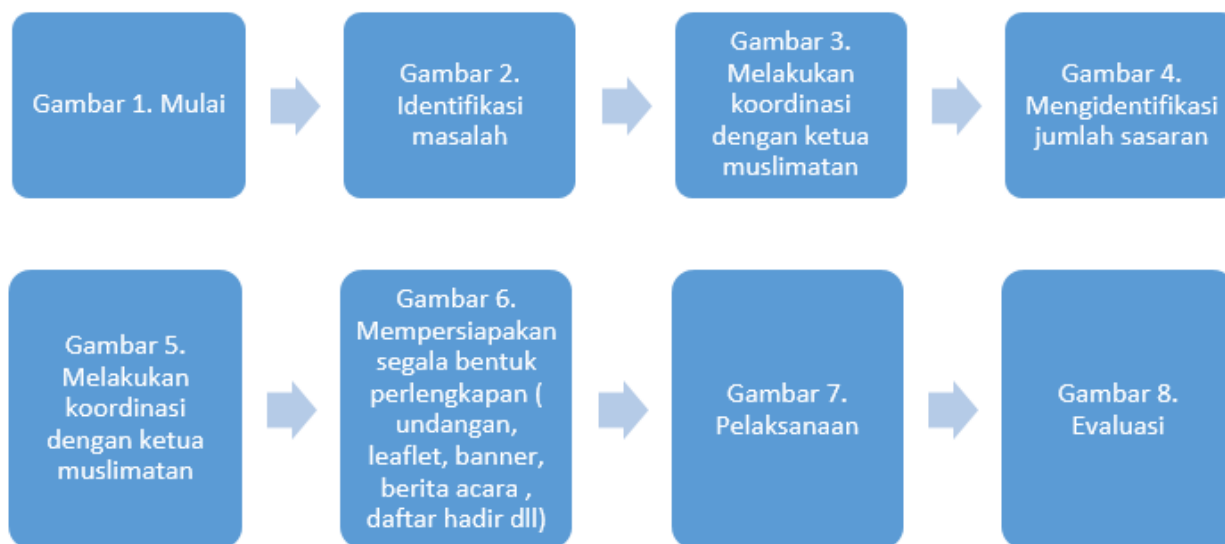 Gambar 1. Mulai
Gambar 2.
Identifikasi
masalah
Gambar 3.
Melakukan
koordinasi
dengan ketua
muslimatan
Gambar 4.
Mengidentifikasi
jumlah sasaran
Gambar 5.
Melakukan
koordinasi
dengan ketua
muslimatan
Gambar 6.
Mempersiapakan
segala bentuk
perlengkapan (
undangan,
leaflet, banner,
berita acara ,
daftar hadir dll)
Gambar 7.
Pelaksanaan
Gambar 8.
Evaluasi